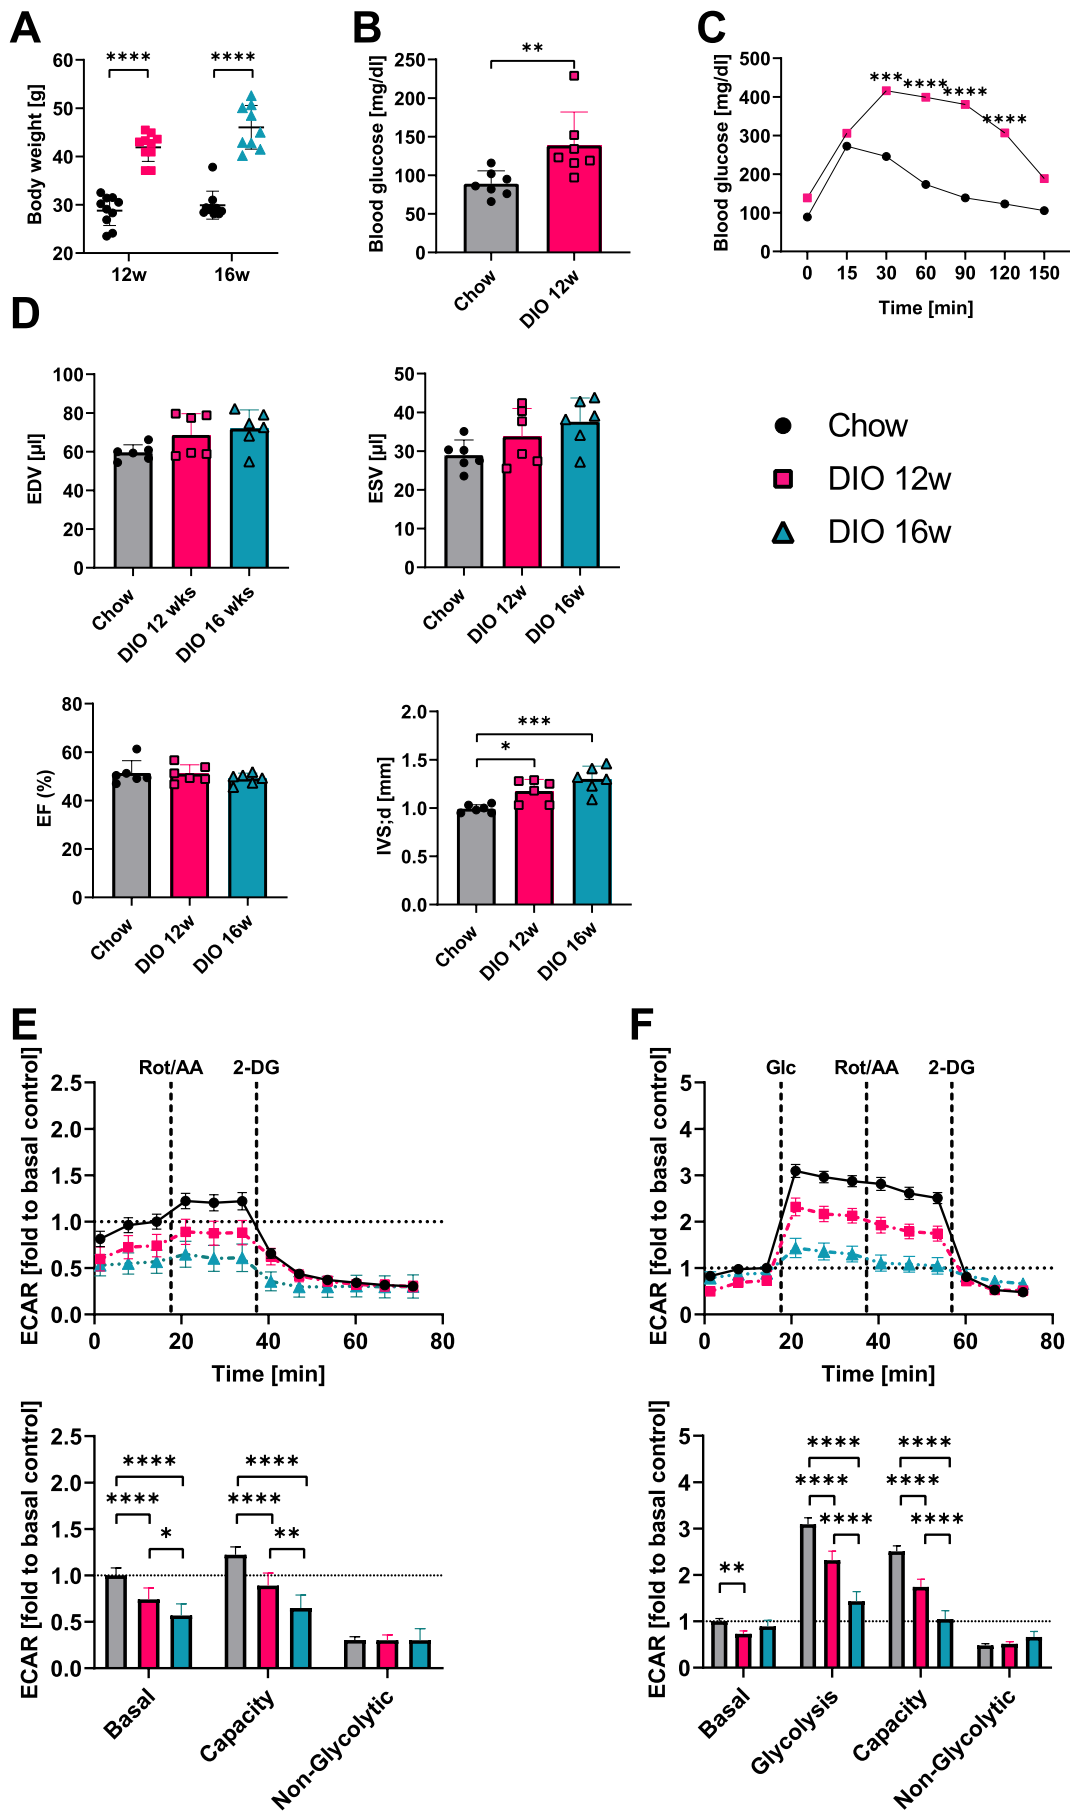 A
B
C
Body weight [g]
60
50
40
30
20
****
****
12w
16w
Blood glucose [mg/dl]
250
200
150
100
50
0
**
Chow
DIO 12w
Blood glucose [mg/dl]
500
400
300
200
100
0
***
****
****
****
0 15 30 60 90 120 150
Time [min]
D
EDV [µl]
100
80
60
40
20
0
Chow
DIO 12 wks
DIO 16 wks
ESV [µl]
50
40
30
20
10
0
Chow
DIO 12w
DIO 16w
Chow
DIO 12w
DIO 16w
EF (%)
80
60
40
20
0
Chow
DIO 12w
DIO 16w
IVS;d [mm]
2.0
1.5
1.0
0.5
0.0
***
*
Chow
DIO 12w
DIO 16w
E
ECAR [fold to basal control]
Rot/AA
2-DG
2.5
2.0
1.5
1.0
0.5
0.0
0 20 40 60 80
Time [min]
F
ECAR [fold to basal control]
Glc
Rot/AA
2-DG
5
4
3
2
1
0
0 20 40 60 80
Time [min]
ECAR [fold to basal control]
2.5
2.0
1.5
1.0
0.5
0.0
****
****
*
****
****
**
Basal
Capacity
Non-Glycolytic
ECAR [fold to basal control]
5
4
3
2
1
0
**
****
****
****
****
****
****
Basal
Glycolysis
Capacity
Non-Glycolytic